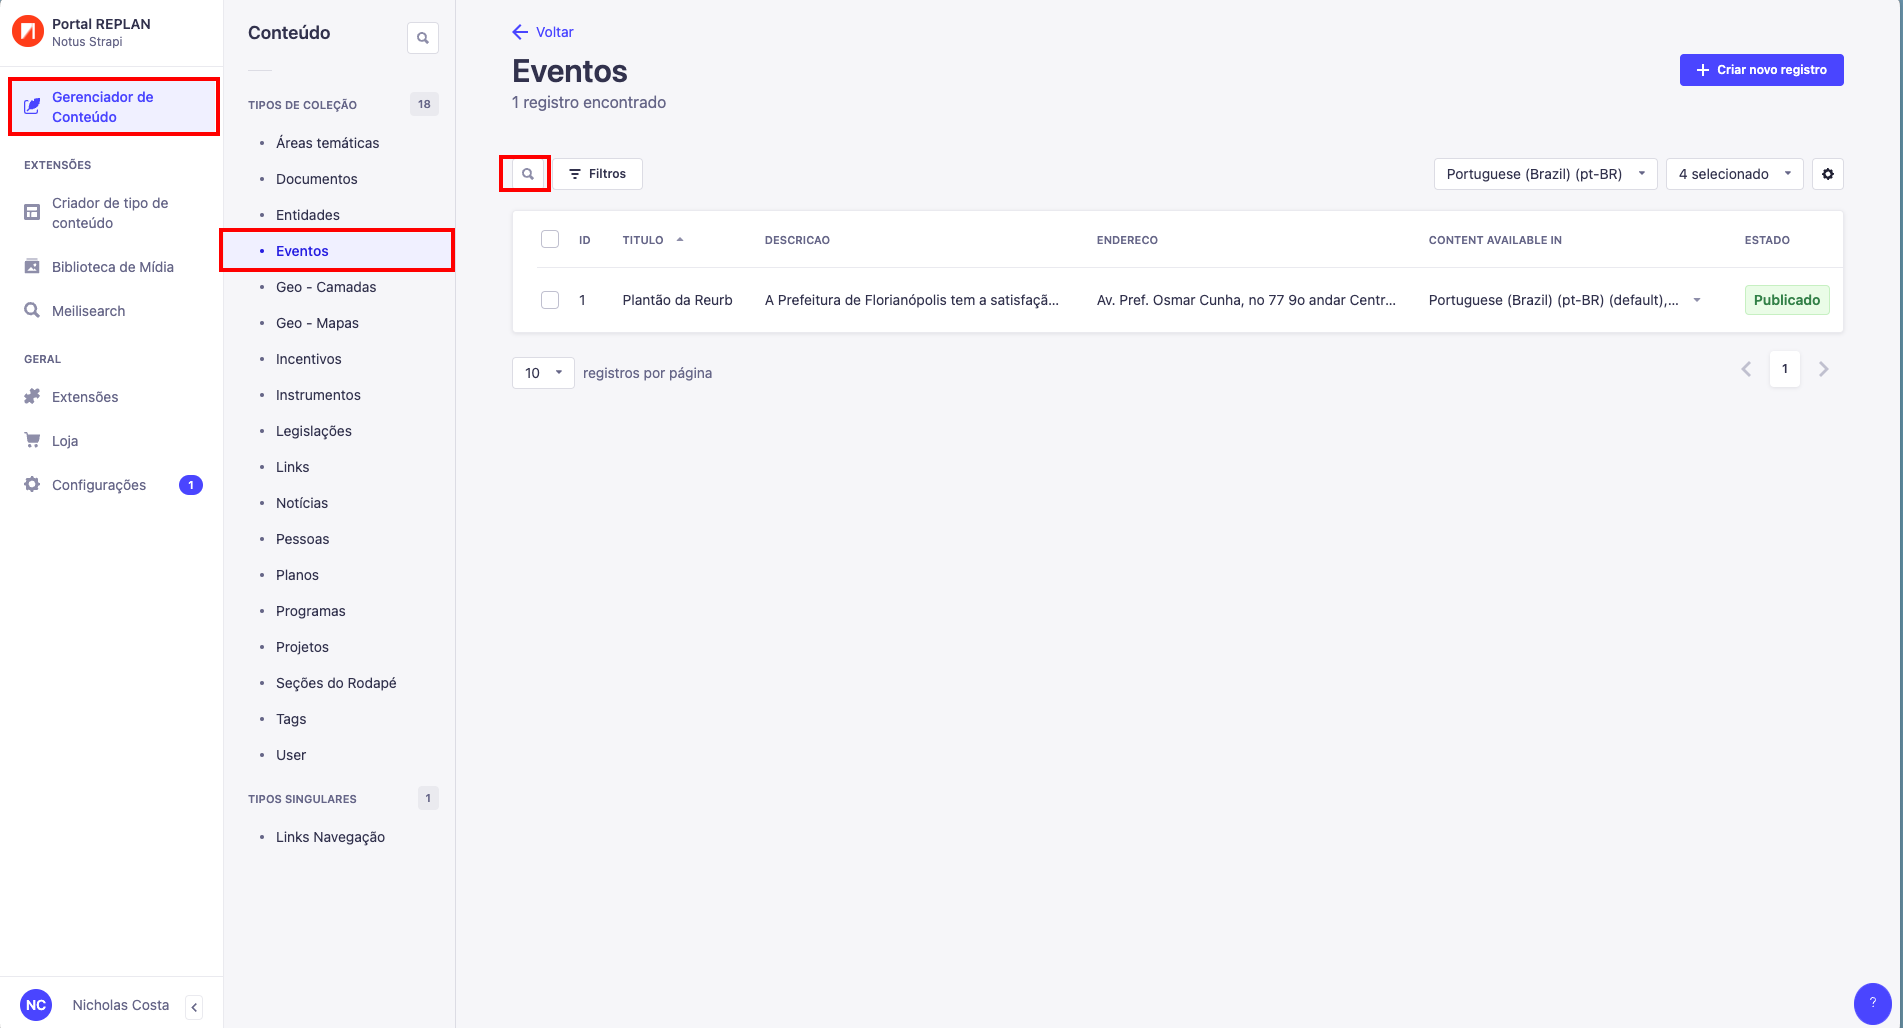 Portal REPLAN
Notus Strapi
Gerenciador de
Conteúdo
EXTENSÕES
Criador de tipo de
conteúdo
Biblioteca de Mídia
Meilisearch
GERAL
Extensões
Loja
Configurações 1
NC Nicholas Costa
Conteúdo
TIPOS DE COLEÇÃO 18
Áreas temáticas
Documentos
Entidades
Eventos
Geo - Camadas
Geo - Mapas
Incentivos
Instrumentos
Legislações
Links
Notícias
Pessoas
Planos
Programas
Projetos
Seções do Rodapé
Tags
User
TIPOS SINGULARES 1
Links Navegação
Voltar
Eventos
1 registro encontrado
Criar novo registro
Filtros
Portuguese (Brazil) (pt-BR)
4 selecionado
ID TITULO DESCRICAO ENDERECO CONTENT AVAILABLE IN ESTADO
1 Plantão da Reurb A Prefeitura de Florianópolis tem a satisfaçã... Av. Pref. Osmar Cunha, no 77 9o andar Centr... Portuguese (Brazil) (pt-BR) (default),... Publicado
10 registros por página
1
?